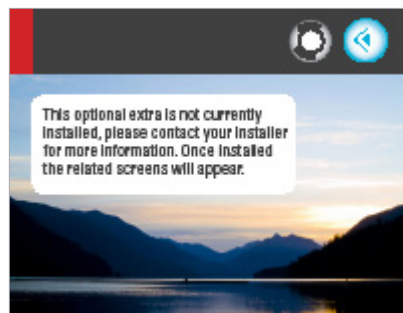 This optional extra is not currently
installed, please contact your installer
for more information. Once installed
the related screens will appear.